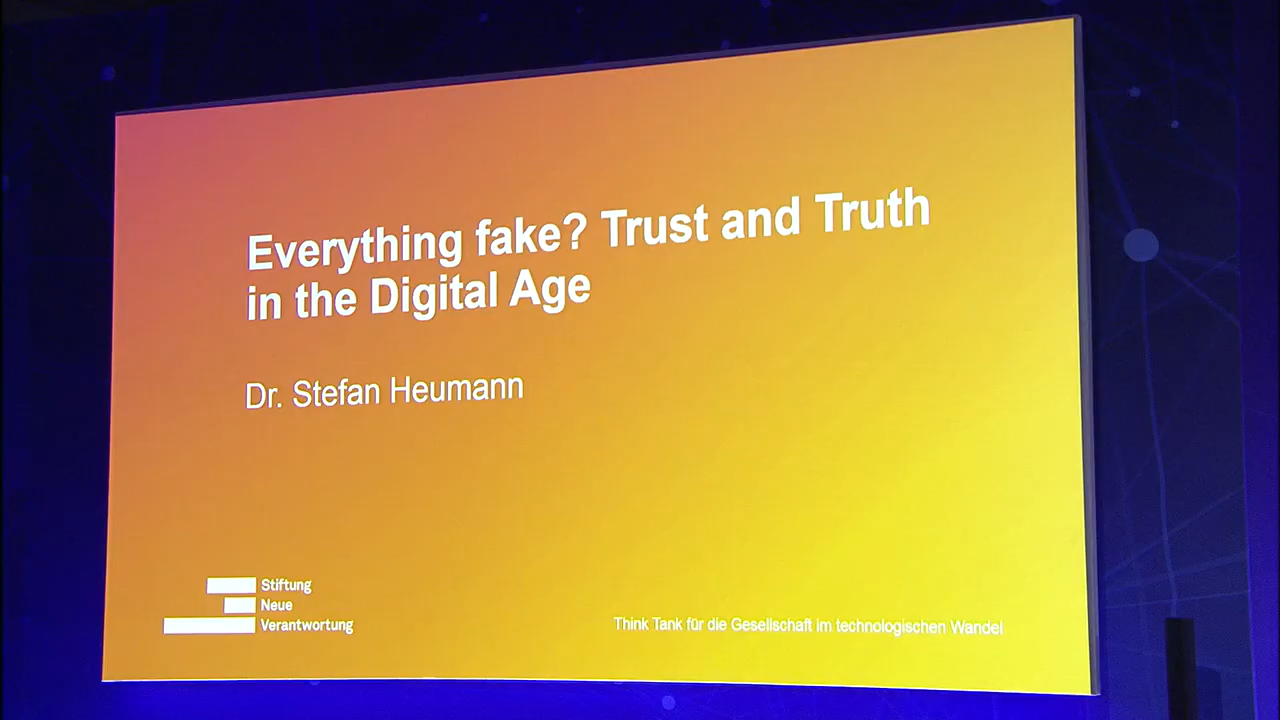 Everything fake? Trust and Truth
in the Digital Age
Dr. Stefan Heumann
Stiftung
Neue
Verantwortung
Think Tank für die Gesellschaft im technologischen Wandel